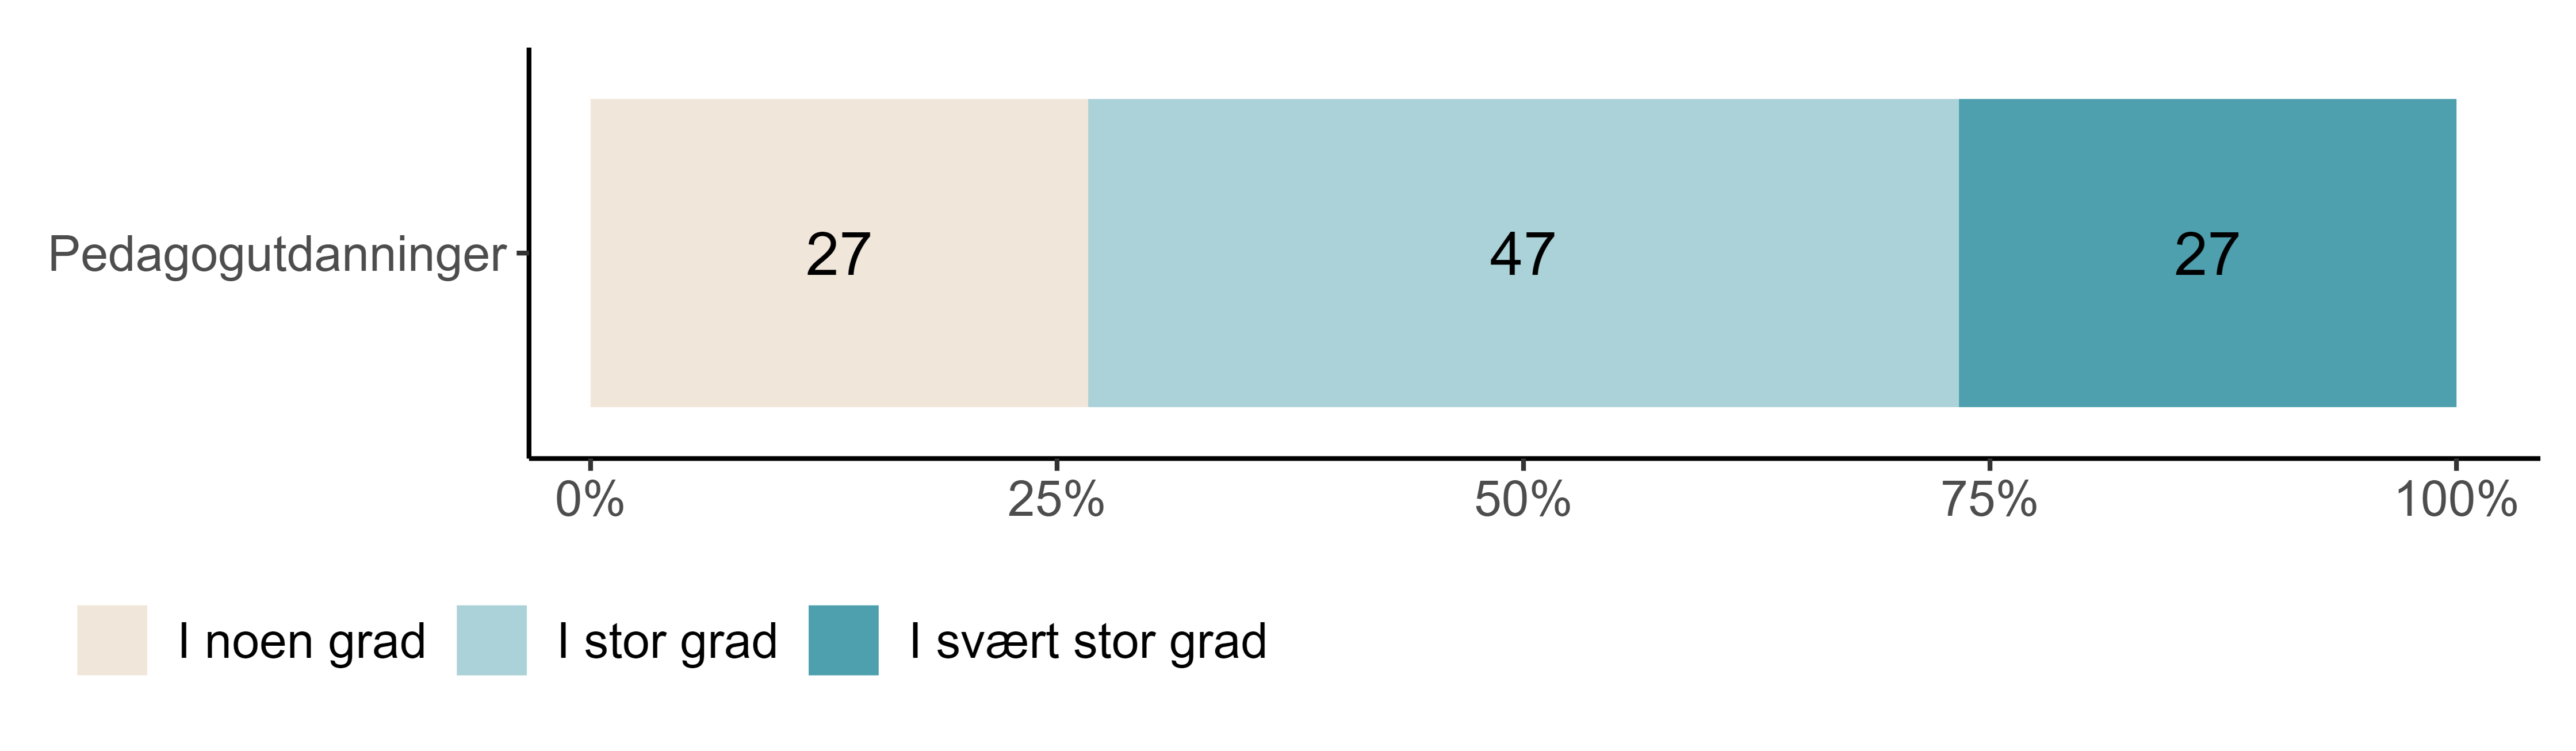 Pedagogutdanninger
27 47 27
0% 25% 50% 75% 100%
I noen grad I stor grad I svært stor grad